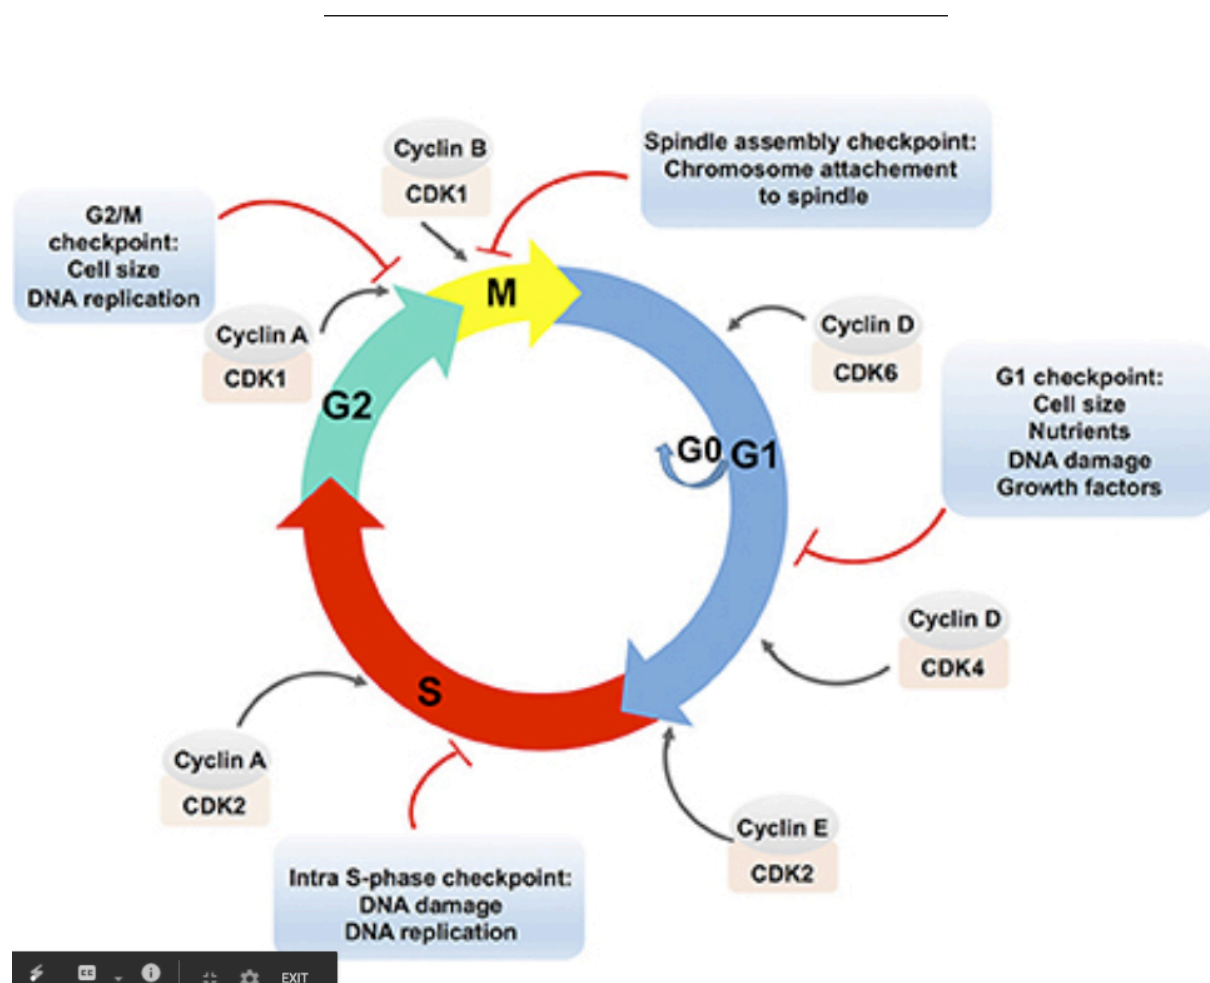 Spindle assembly checkpoint:
Chromosome attachement
to spindle
Cyclin B
CDK1
G2/M
checkpoint:
Cell size
DNA replication
M
Cyclin A
CDK1
Cyclin D
CDK6
G1 checkpoint:
Cell size
Nutrients
DNA damage
Growth factors
G2
G0
G1
Cyclin D
CDK4
S
Cyclin A
CDK2
Cyclin E
CDK2
Intra S-phase checkpoint:
DNA damage
DNA replication
CC
i
EXIT